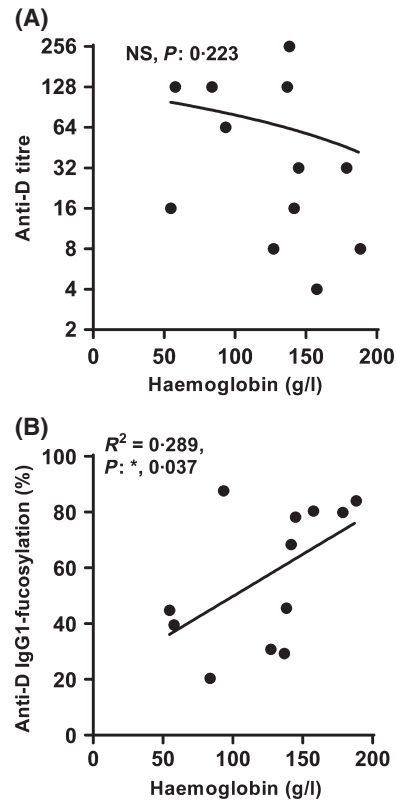 (A)
NS, P: 0·223
256
128
64
32
16
8
4
2
Anti-D titre
0 50 100 150 200
Haemoglobin (g/l)
(B)
R² = 0·289,
P: *, 0·037
100
80
60
40
20
0
Anti-D IgG1-fucosylation (%)
0 50 100 150 200
Haemoglobin (g/l)